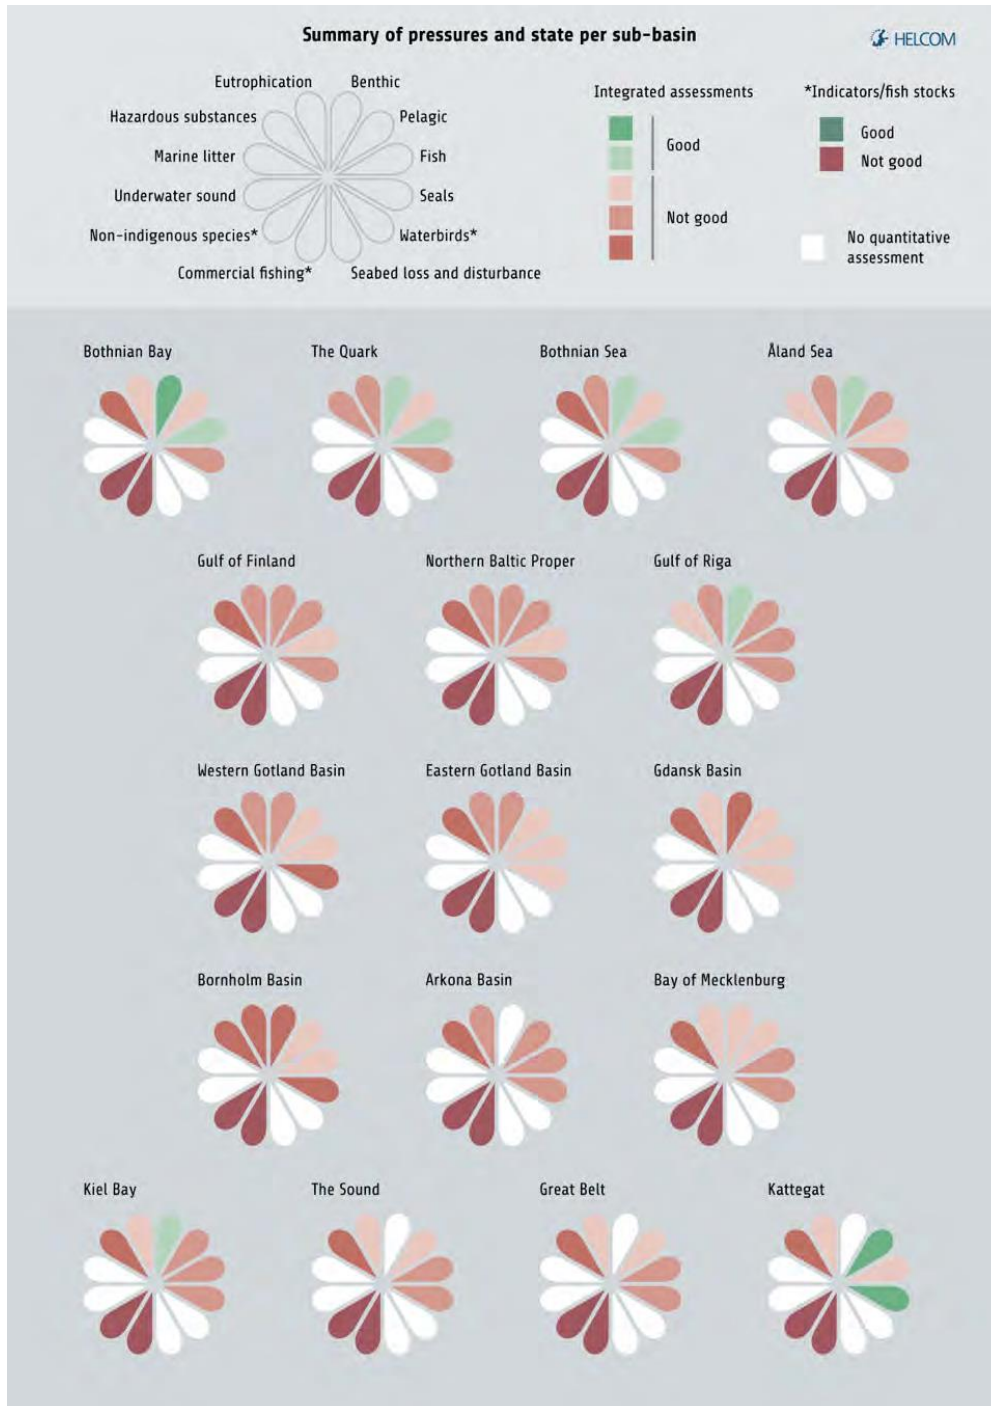 Summary of pressures and state per sub-basin
HELCOM
Eutrophication
Benthic
Hazardous substances
Pelagic
Marine litter
Fish
Underwater sound
Seals
Non-indigenous species*
Waterbirds*
Commercial fishing*
Seabed loss and disturbance
Integrated assessments
Good
Not good
*Indicators/fish stocks
Good
Not good
No quantitative
assessment
Bothnian Bay
The Quark
Bothnian Sea
Åland Sea
Gulf of Finland
Northern Baltic Proper
Gulf of Riga
Western Gotland Basin
Eastern Gotland Basin
Gdansk Basin
Bornholm Basin
Arkona Basin
Bay of Mecklenburg
Kiel Bay
The Sound
Great Belt
Kattegat